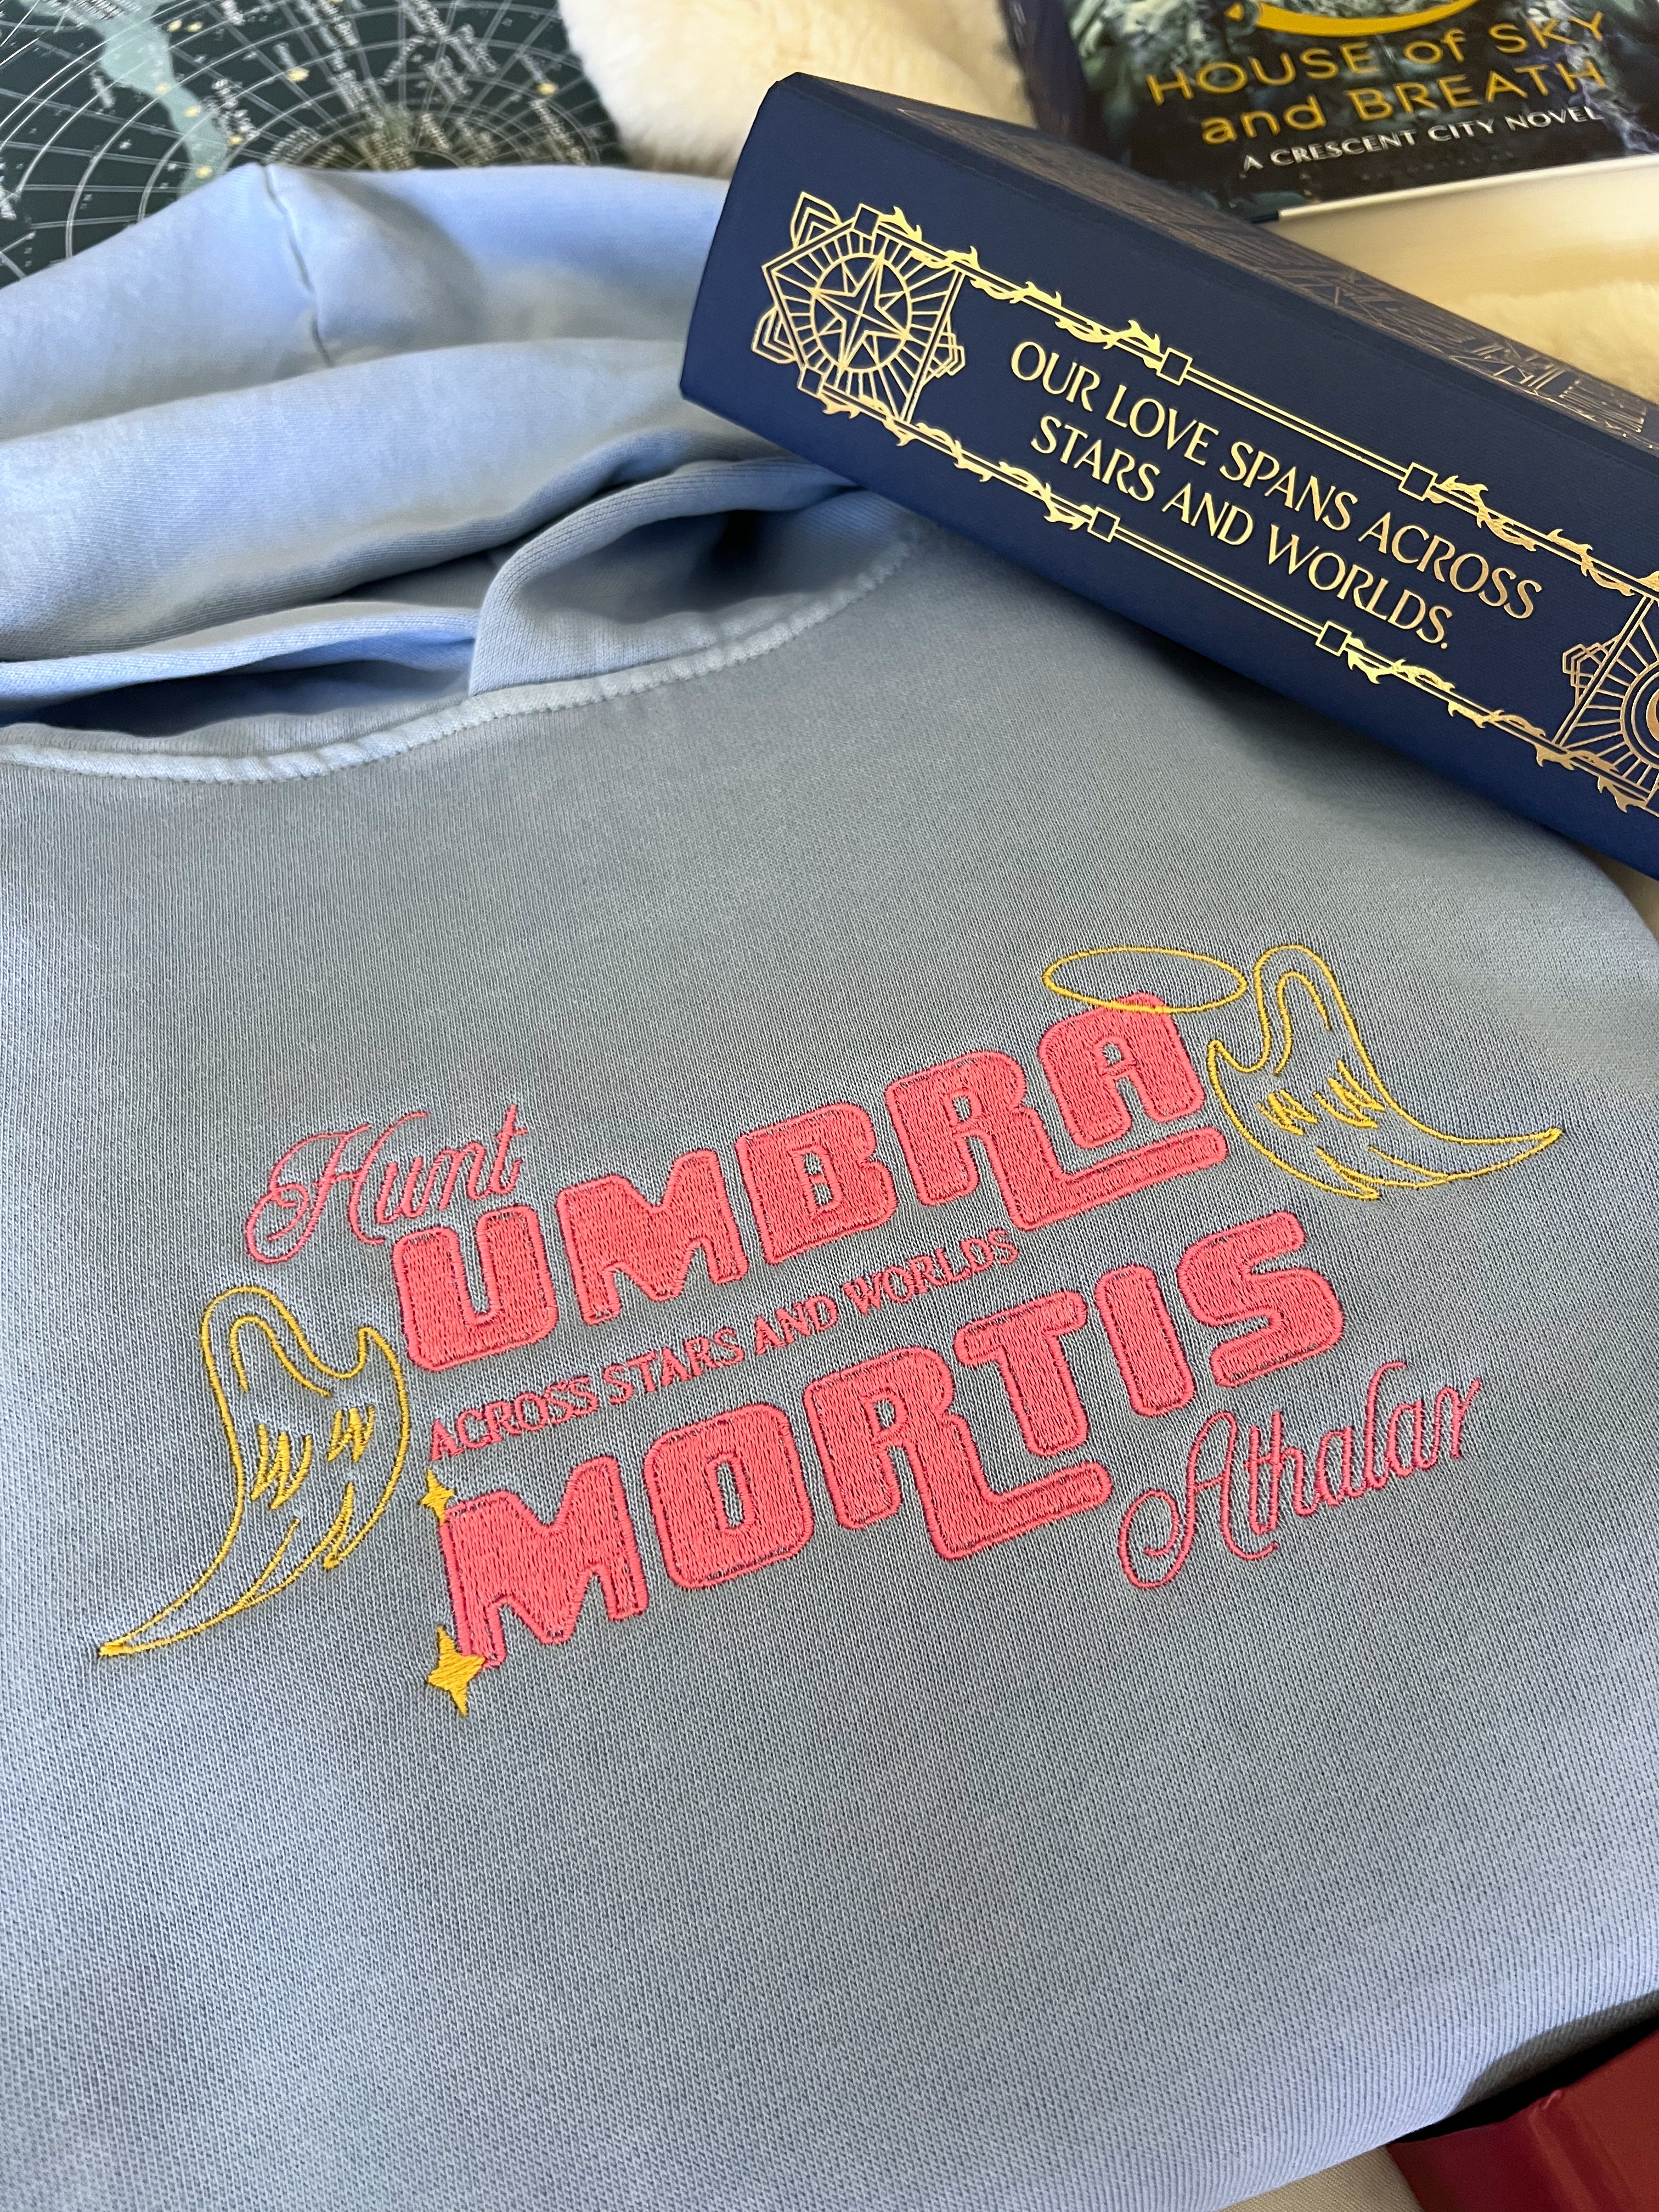 HOUSE of SKY
and BREATH
A CRESCENT CITY NOVEL
OUR LOVE SPANS ACROSS
STARS AND WORLDS.
Hunt
UMBRA
ACROSS STARS AND WORLDS
MORTIS
Athalar